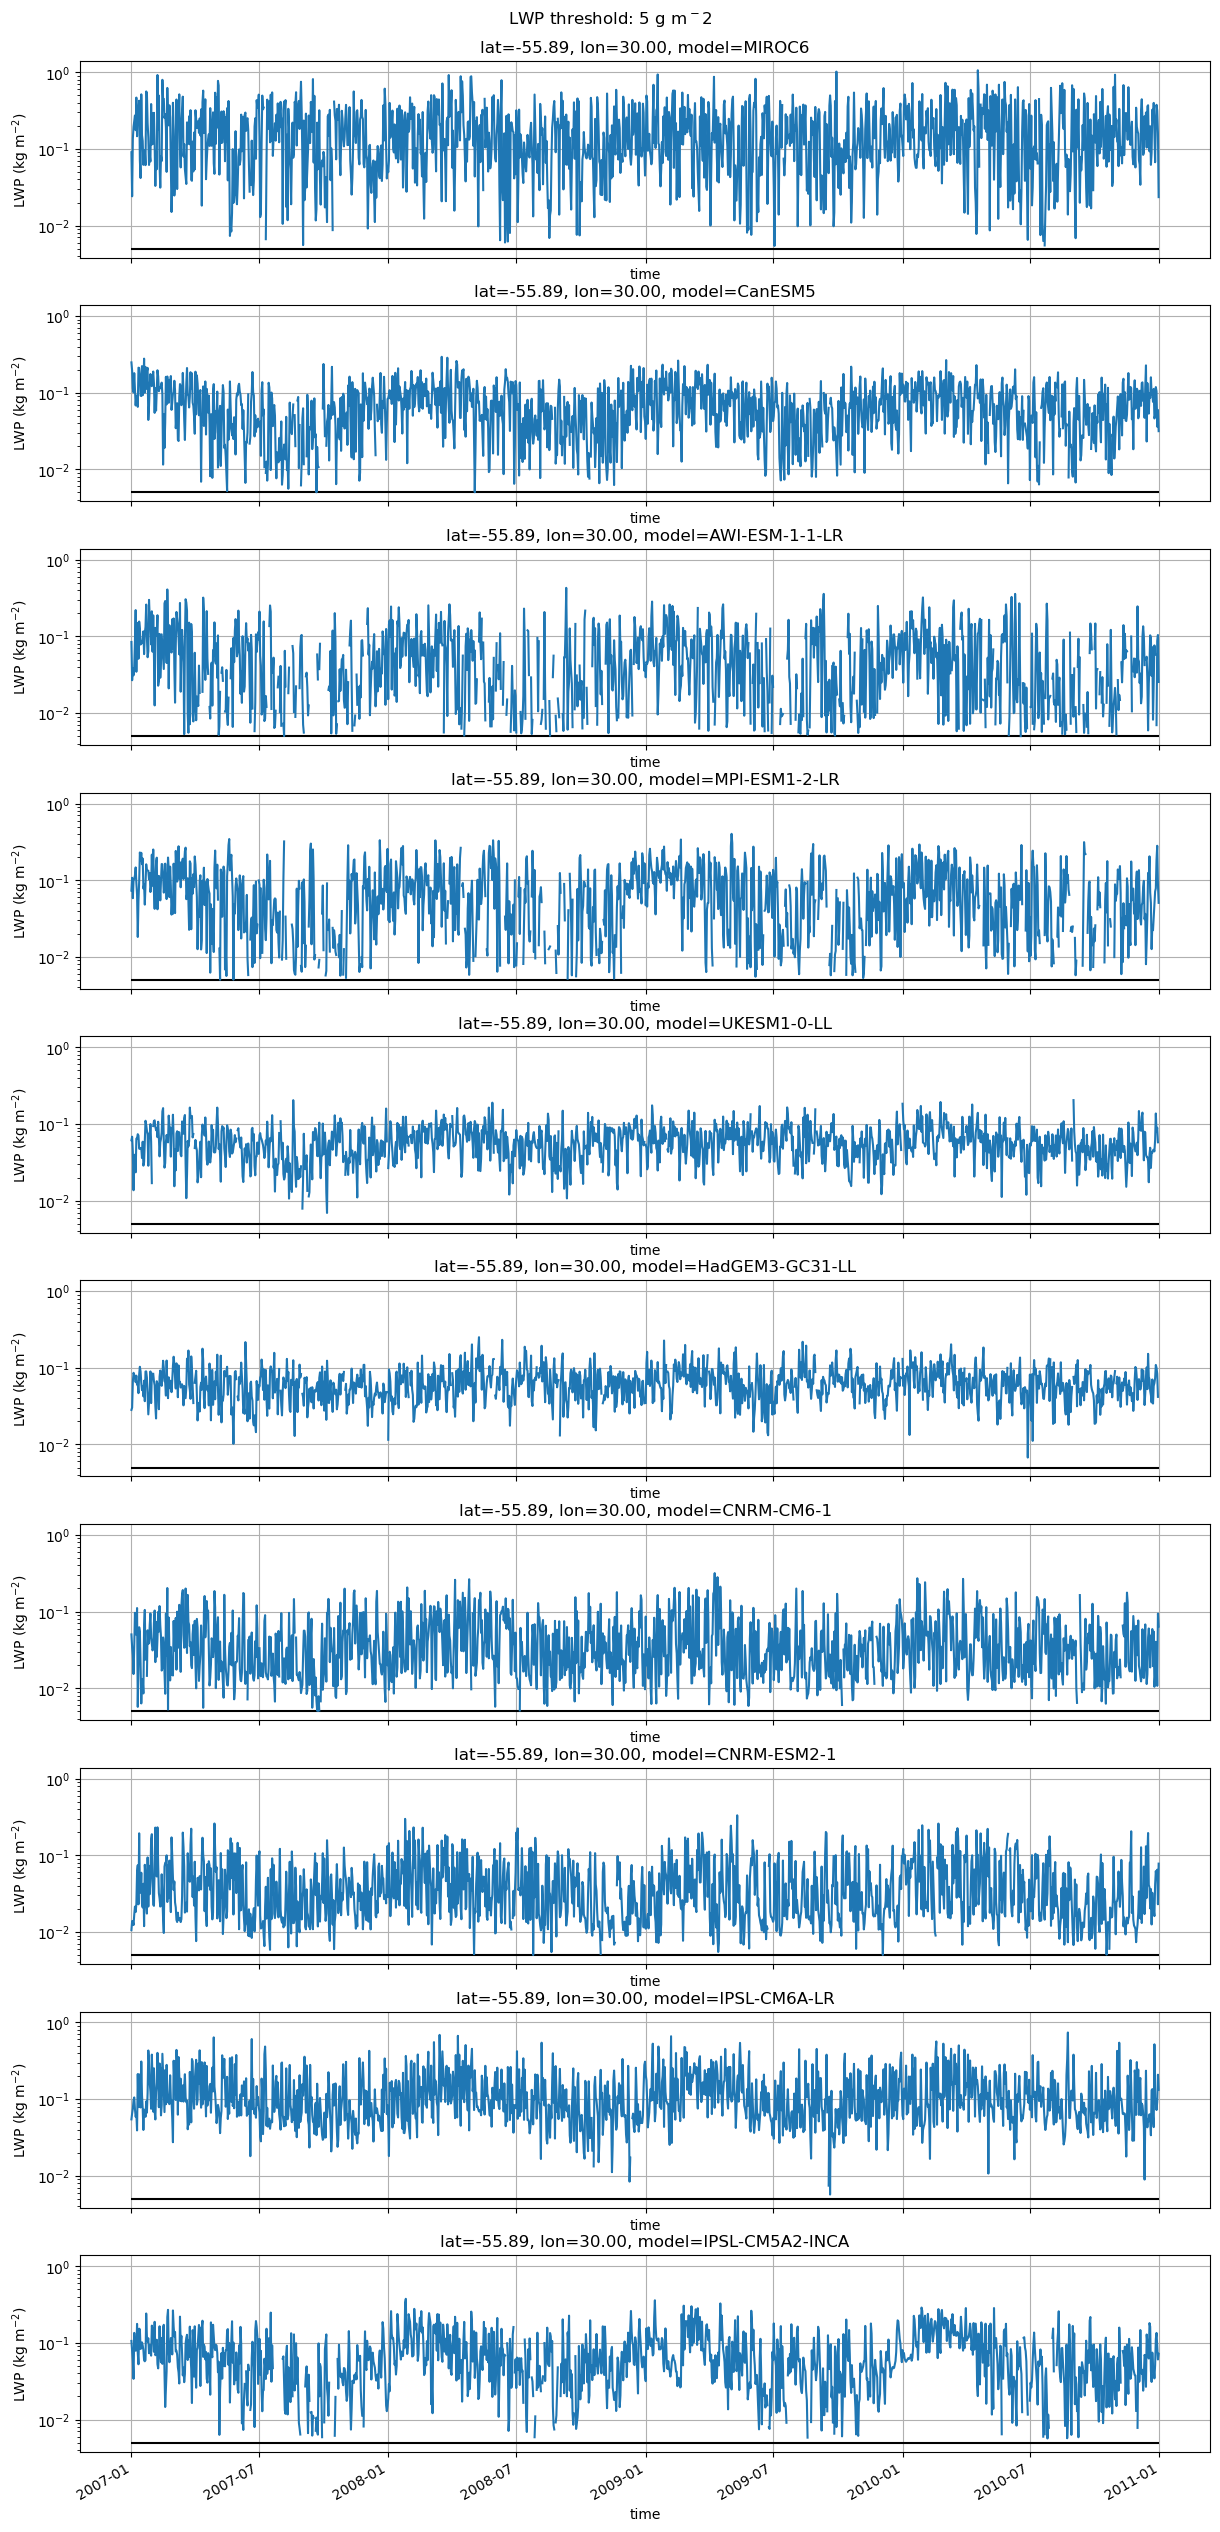 LWP threshold: 5 g m⁻2
lat=-55.89, lon=30.00, model=MIROC6
10⁰
10⁻¹
10⁻²
LWP (kg m⁻²)
time
lat=-55.89, lon=30.00, model=CanESM5
10⁰
10⁻¹
10⁻²
LWP (kg m⁻²)
time
lat=-55.89, lon=30.00, model=AWI-ESM-1-1-LR
10⁰
10⁻¹
10⁻²
LWP (kg m⁻²)
time
lat=-55.89, lon=30.00, model=MPI-ESM1-2-LR
10⁰
10⁻¹
10⁻²
LWP (kg m⁻²)
time
lat=-55.89, lon=30.00, model=UKESM1-0-LL
10⁰
10⁻¹
10⁻²
LWP (kg m⁻²)
time
lat=-55.89, lon=30.00, model=HadGEM3-GC31-LL
10⁰
10⁻¹
10⁻²
LWP (kg m⁻²)
time
lat=-55.89, lon=30.00, model=CNRM-CM6-1
10⁰
10⁻¹
10⁻²
LWP (kg m⁻²)
time
lat=-55.89, lon=30.00, model=CNRM-ESM2-1
10⁰
10⁻¹
10⁻²
LWP (kg m⁻²)
time
lat=-55.89, lon=30.00, model=IPSL-CM6A-LR
10⁰
10⁻¹
10⁻²
LWP (kg m⁻²)
time
lat=-55.89, lon=30.00, model=IPSL-CM5A2-INCA
10⁰
10⁻¹
10⁻²
LWP (kg m⁻²)
2007-01 2007-07 2008-01 2008-07 2009-01 2009-07 2010-01 2010-07 2011-01
time